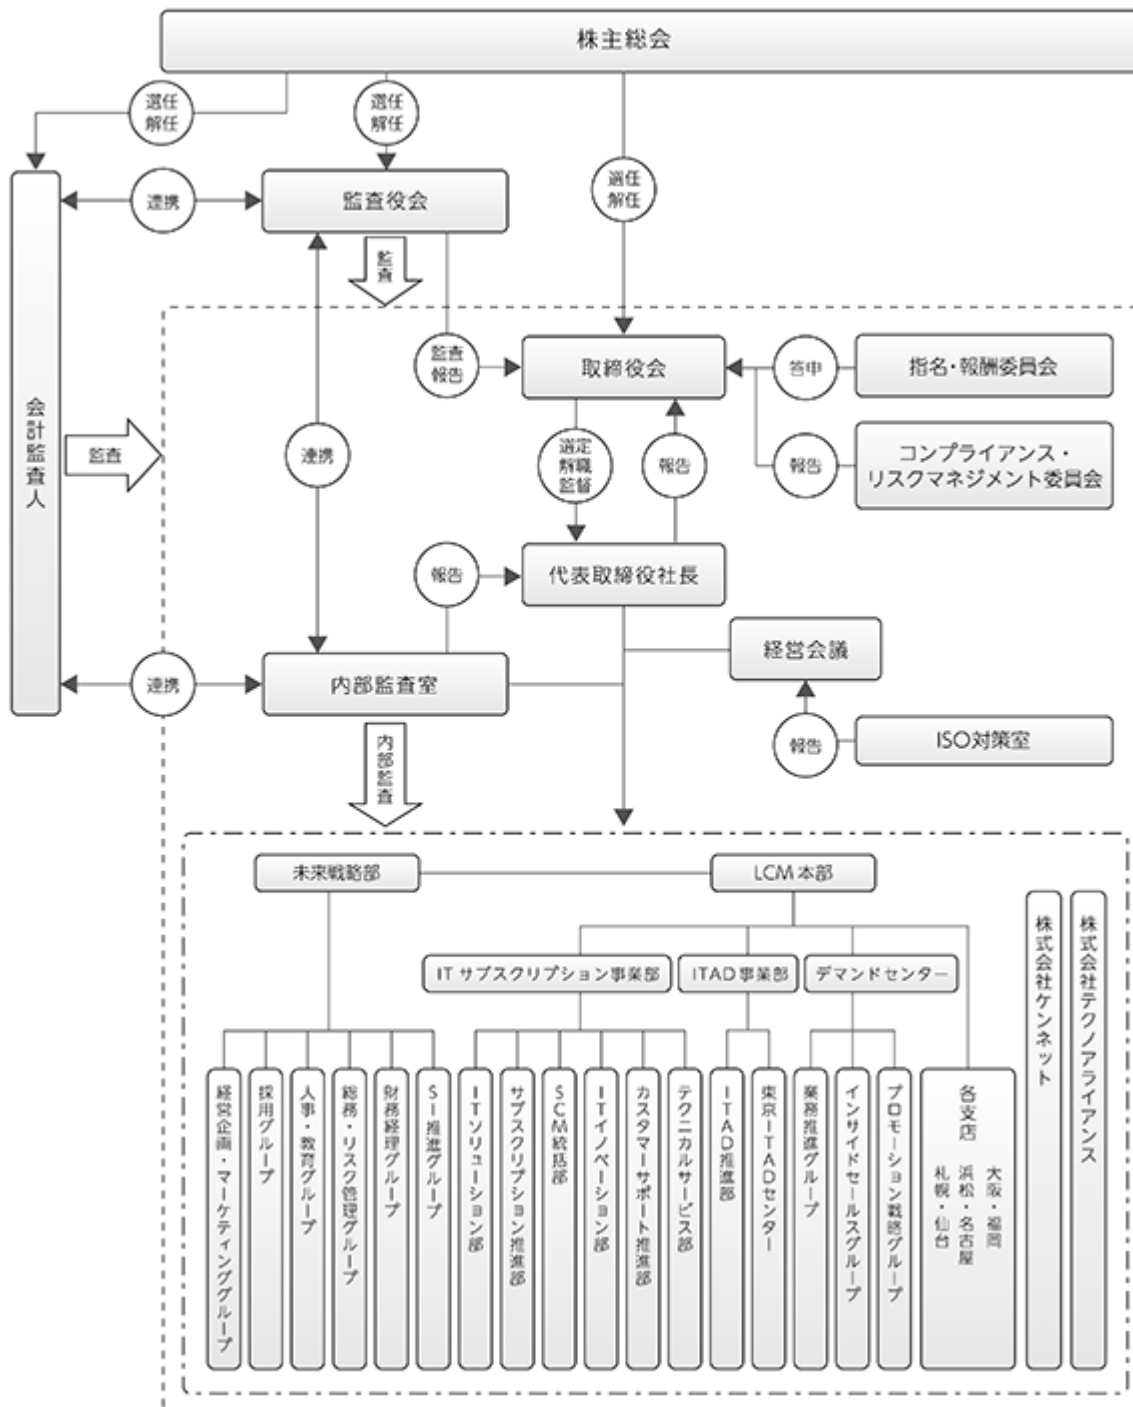 株主総会
選任
解任
選任
解任
選任
解任
連携
監査役会
監査
監査
報告
取締役会
答申
指名・報酬委員会
会計監査人
監査
連携
選定
解職
監督
報告
報告
コンプライアンス・
リスクマネジメント委員会
報告
代表取締役社長
経営会議
連携
内部監査室
報告
ISO対策室
内部監査
未来戦略部
LCM本部
ITサブスクリプション事業部
ITAD事業部
デマンドセンター
経営企画・マーケティンググループ
採用グループ
人事・教育グループ
総務・リスク管理グループ
財務経理グループ
SI推進グループ
ITソリューション部
サブスクリプション推進部
SCM統括部
ITイノベーション部
カスタマーサポート推進部
テクニカルサービス部
ITAD推進部
東京ITADセンター
業務推進グループ
インサイドセールスグループ
プロモーション戦略グループ
各支店
札幌・仙台
浜松・名古屋
大阪・福岡
株式会社ケンネット
株式会社テクノアライアンス